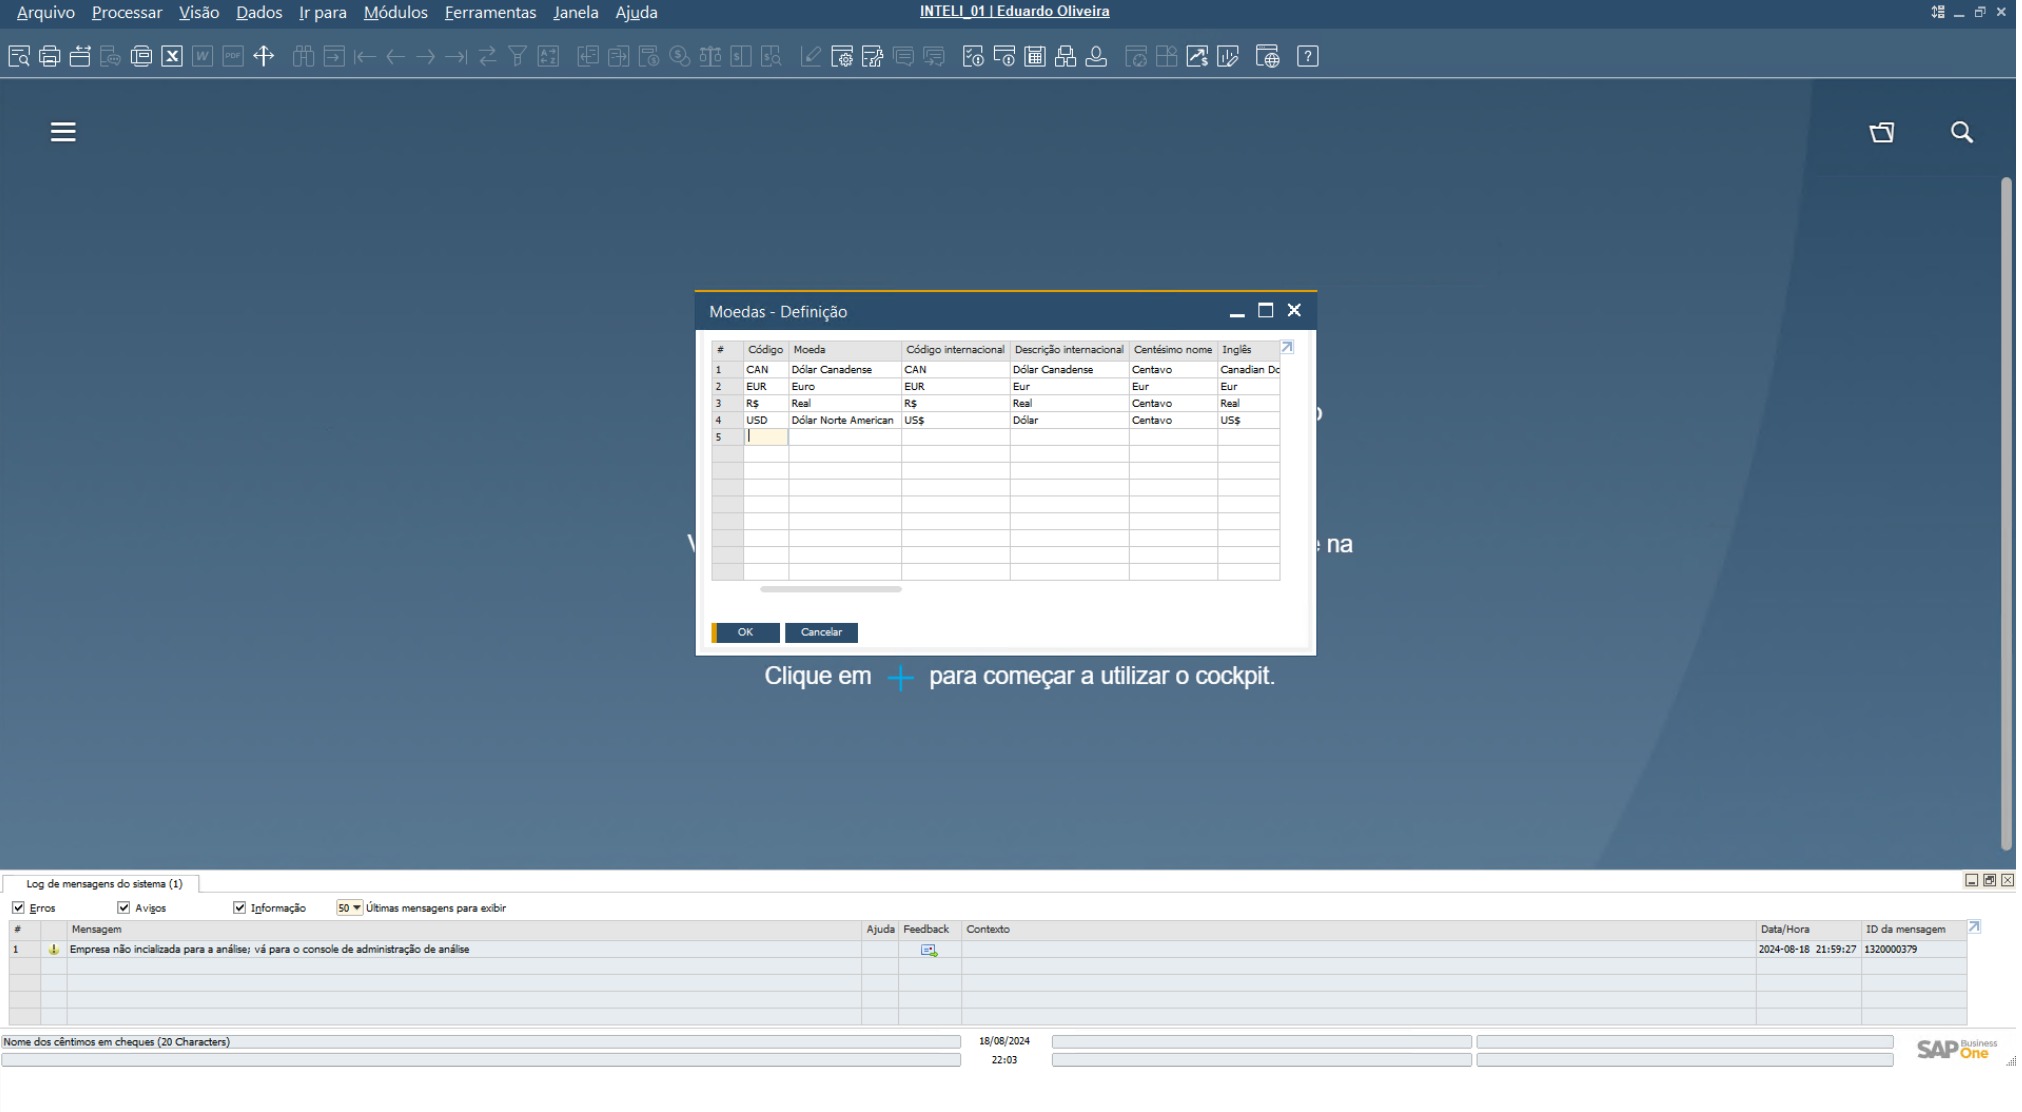 Arquivo Processar Visão Dados Ir para Módulos Ferramentas Janela Ajuda
INTELI_01 | Eduardo Oliveira
Moedas - Definição
# Código Moeda Código internacional Descrição internacional Centésimo nome Inglês
1 CAN Dólar Canadense CAN Dólar Canadense Centavo Canadian Dc
2 EUR Euro EUR Eur Eur Eur
3 R$ Real R$ Real Centavo Real
4 USD Dólar Norte American US$ Dólar Centavo US$
5
na
OK Cancelar
Clique em + para começar a utilizar o cockpit.
Log de mensagens do sistema (1)
Erros Avisos Informação 50 Últimas mensagens para exibir
# Mensagem Ajuda Feedback Contexto Data/Hora ID da mensagem
1 Empresa não incializada para a análise; vá para o console de administração de análise 2024-08-18 21:59:27 1320000379
Nome dos cêntimos em cheques (20 Characters)
18/08/2024
22:03
SAP Business One